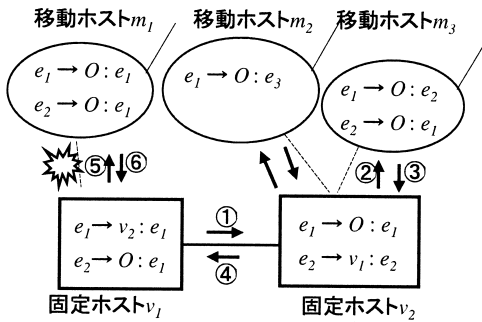 移動ホストm₁
移動ホストm₂
移動ホストm₃
e₁→O:e₁
e₂→O:e₁
e₁→O:e₃
e₁→O:e₂
e₂→O:e₁
⑤
⑥
②
③
①
④
e₁→v₂:e₁
e₂→O:e₁
e₁→O:e₁
e₂→v₁:e₂
固定ホストv₁
固定ホストv₂